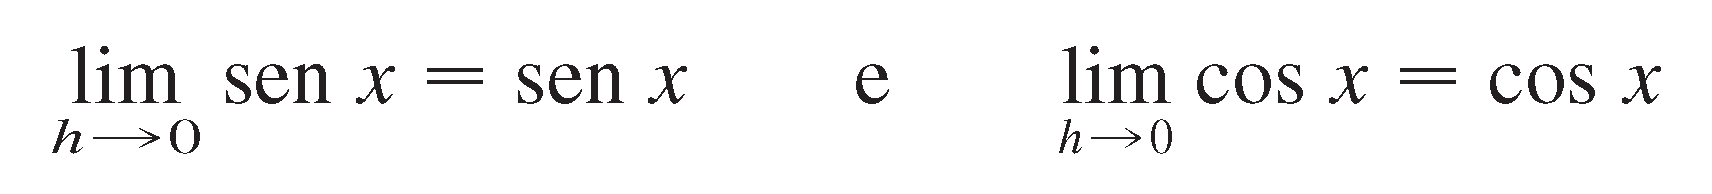 lim sen x = sen x e lim cos x = cos x
h→0 h→0